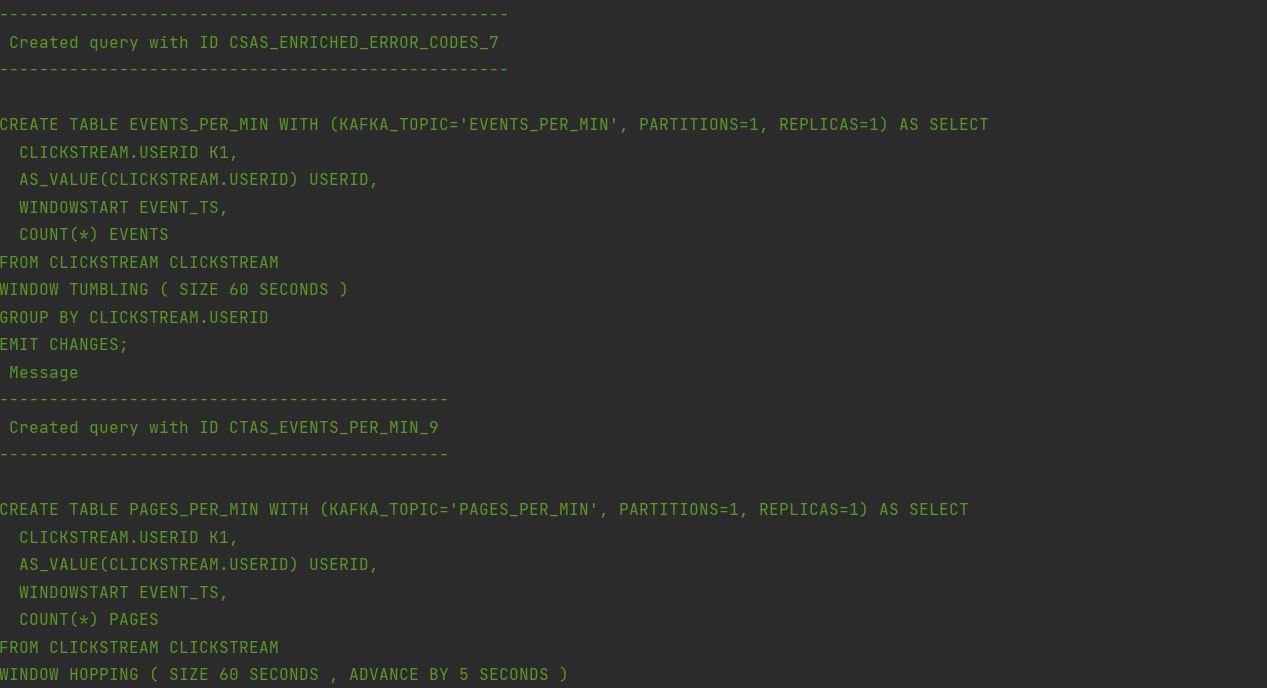 ---------------------------------------------------
 Created query with ID CSAS_ENRICHED_ERROR_CODES_7
---------------------------------------------------

CREATE TABLE EVENTS_PER_MIN WITH (KAFKA_TOPIC='EVENTS_PER_MIN', PARTITIONS=1, REPLICAS=1) AS SELECT
  CLICKSTREAM.USERID K1,
  AS_VALUE(CLICKSTREAM.USERID) USERID,
  WINDOWSTART EVENT_TS,
  COUNT(*) EVENTS
FROM CLICKSTREAM CLICKSTREAM
WINDOW TUMBLING ( SIZE 60 SECONDS )
GROUP BY CLICKSTREAM.USERID
EMIT CHANGES;
 Message
---------------------------------------------
 Created query with ID CTAS_EVENTS_PER_MIN_9
---------------------------------------------

CREATE TABLE PAGES_PER_MIN WITH (KAFKA_TOPIC='PAGES_PER_MIN', PARTITIONS=1, REPLICAS=1) AS SELECT
  CLICKSTREAM.USERID K1,
  AS_VALUE(CLICKSTREAM.USERID) USERID,
  WINDOWSTART EVENT_TS,
  COUNT(*) PAGES
FROM CLICKSTREAM CLICKSTREAM
WINDOW HOPPING ( SIZE 60 SECONDS , ADVANCE BY 5 SECONDS )